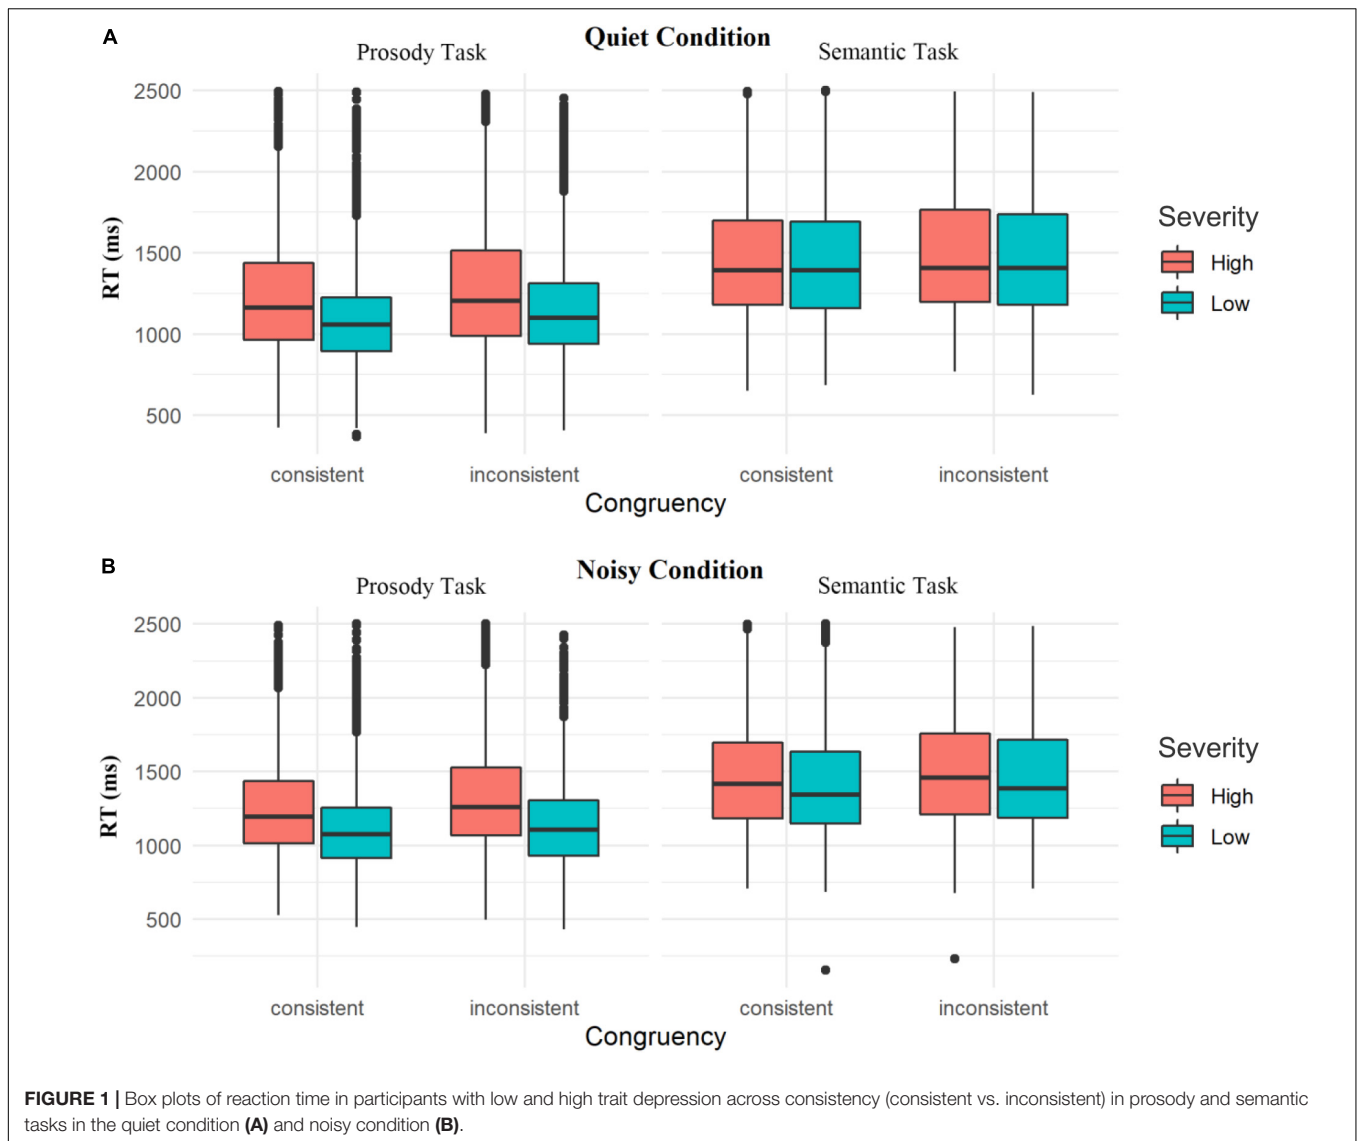 A
Quiet Condition
Prosody Task
Semantic Task
2500
2000
1500
1000
500
RT (ms)
consistent
inconsistent
consistent
inconsistent
Congruency
Severity
High
Low
B
Noisy Condition
Prosody Task
Semantic Task
2500
2000
1500
1000
500
RT (ms)
consistent
inconsistent
consistent
inconsistent
Congruency
Severity
High
Low
FIGURE 1 | Box plots of reaction time in participants with low and high trait depression across consistency (consistent vs. inconsistent) in prosody and semantic
tasks in the quiet condition (A) and noisy condition (B).